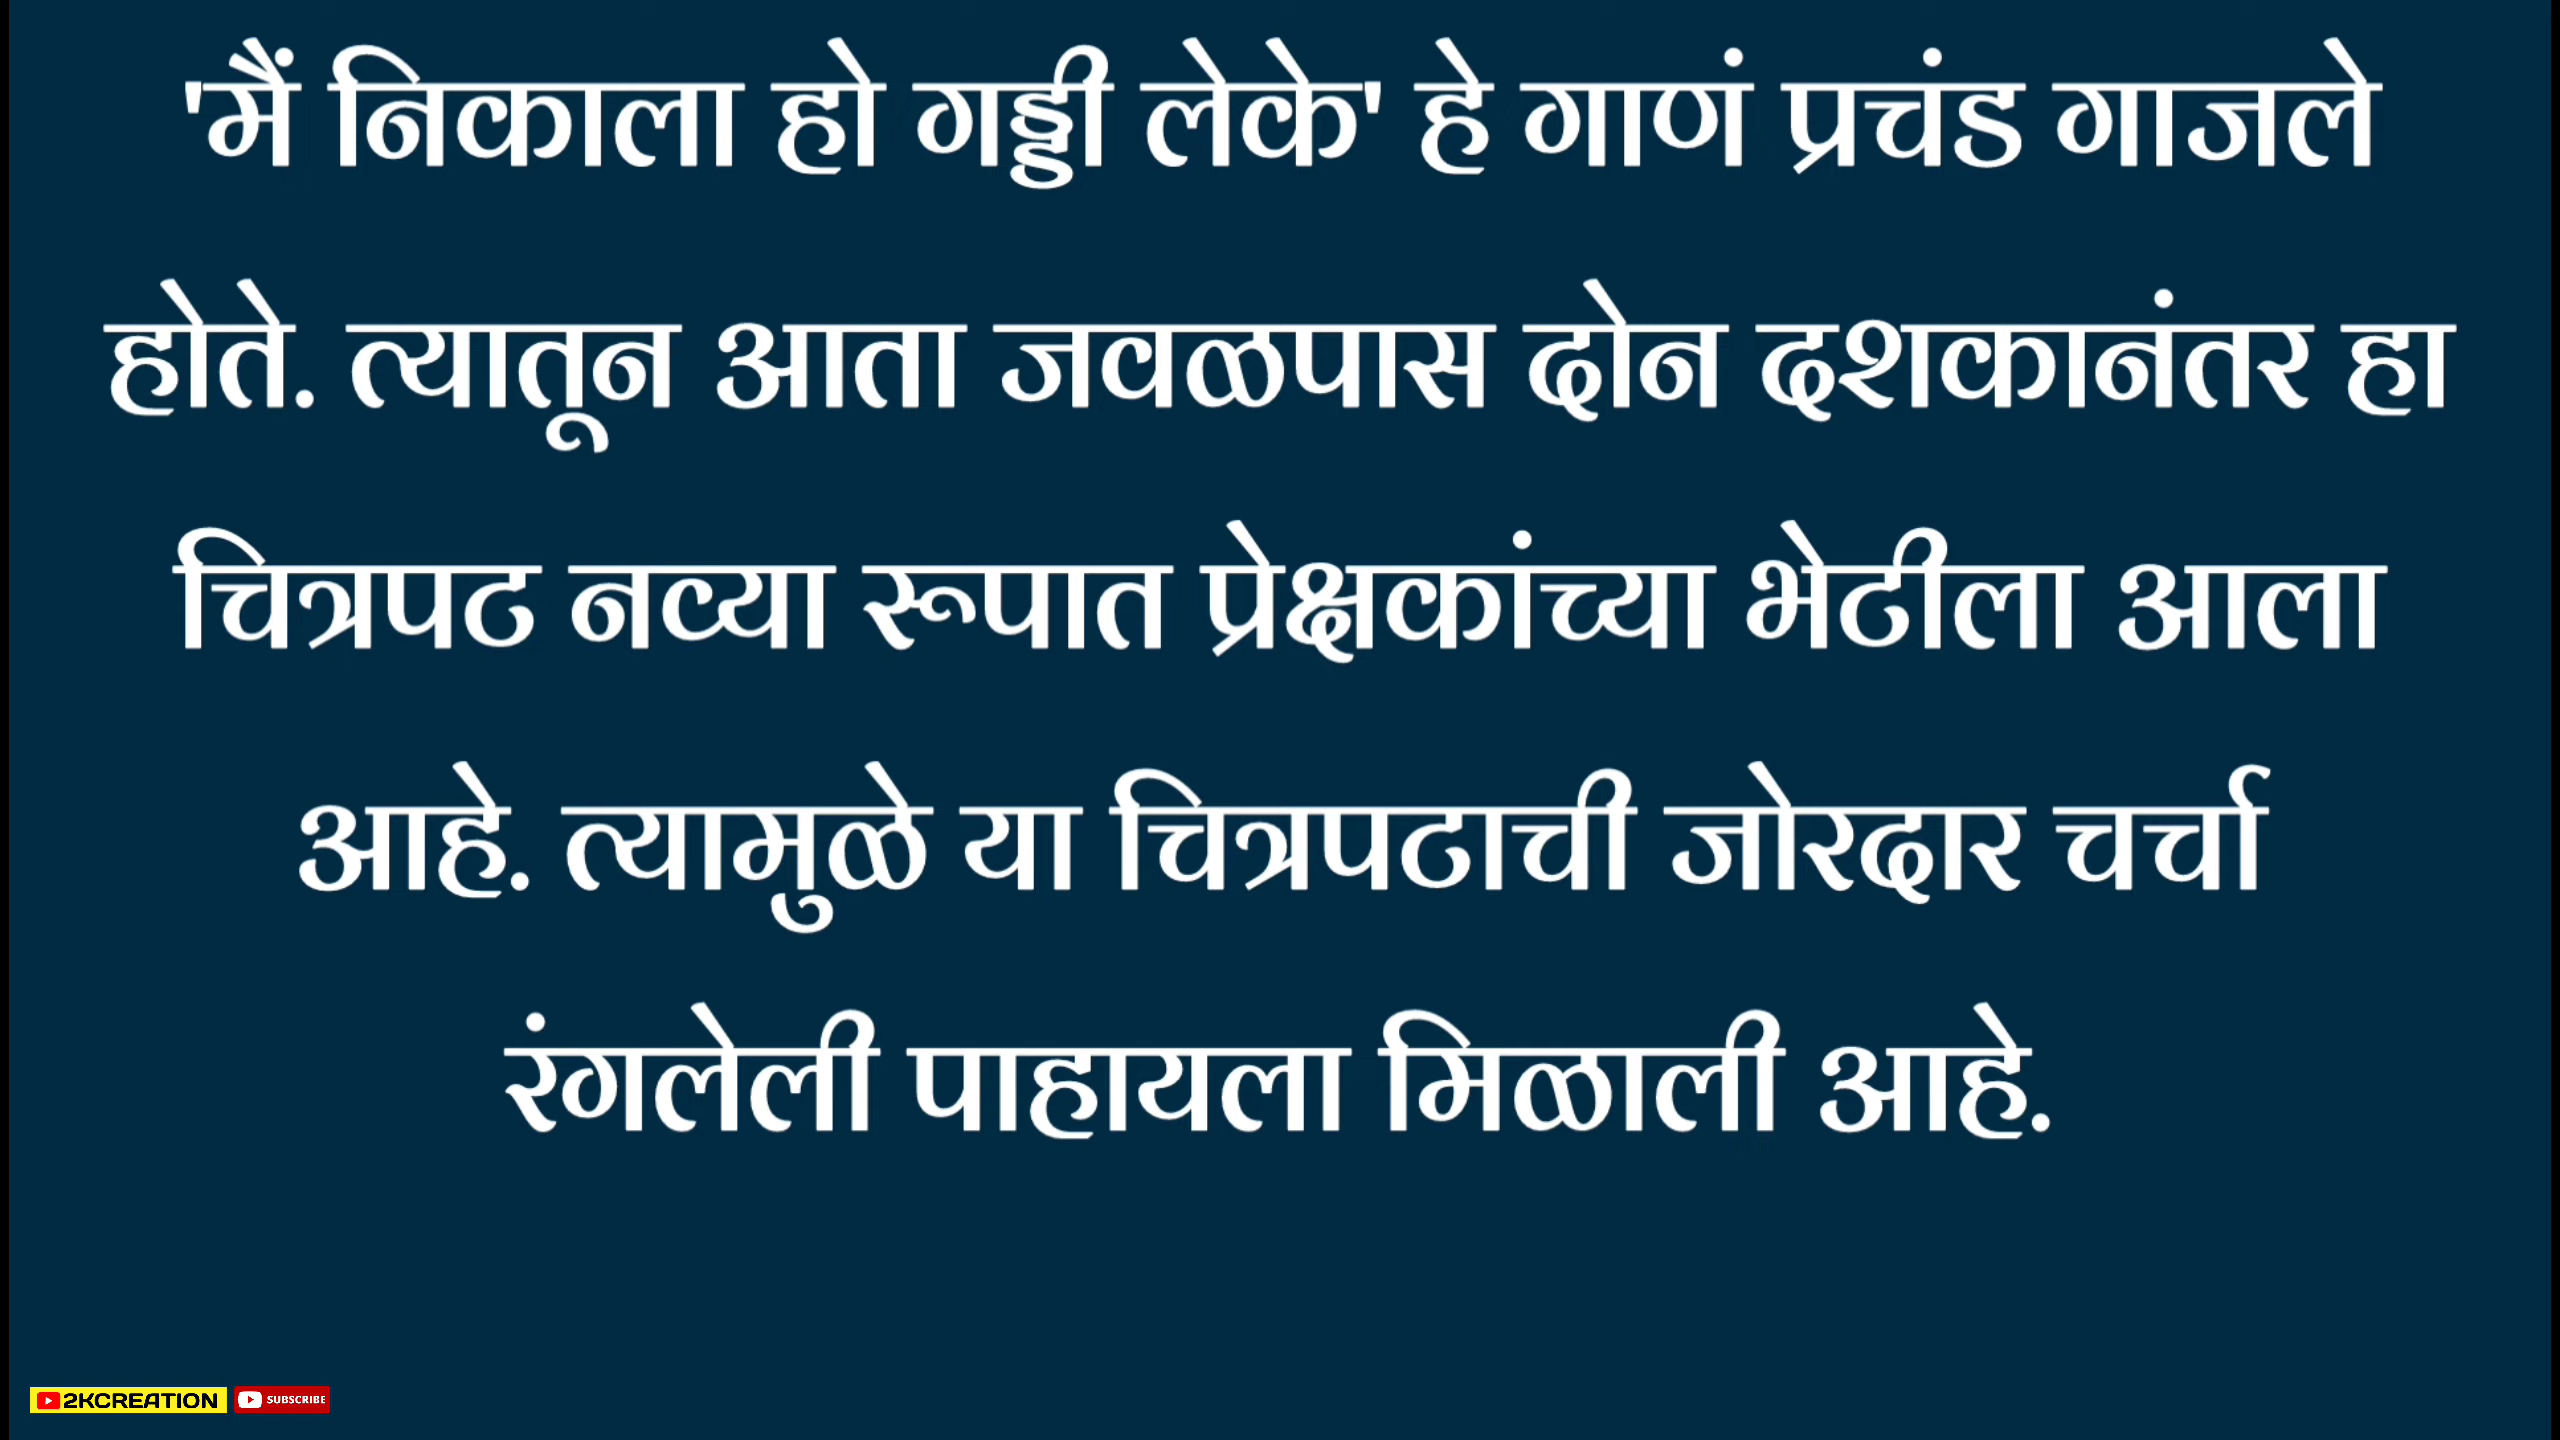 'मैं निकाला हो गड्डी लेके' हे गाणं प्रचंड गाजले
होते. त्यातून आता जवळपास दोन दशकानंतर हा
चित्रपट नव्या रूपात प्रेक्षकांच्या भेटीला आला
आहे. त्यामुळे या चित्रपटाची जोरदार चर्चा
रंगलेली पाहायला मिळाली आहे.
2KCREATION SUBSCRIBE